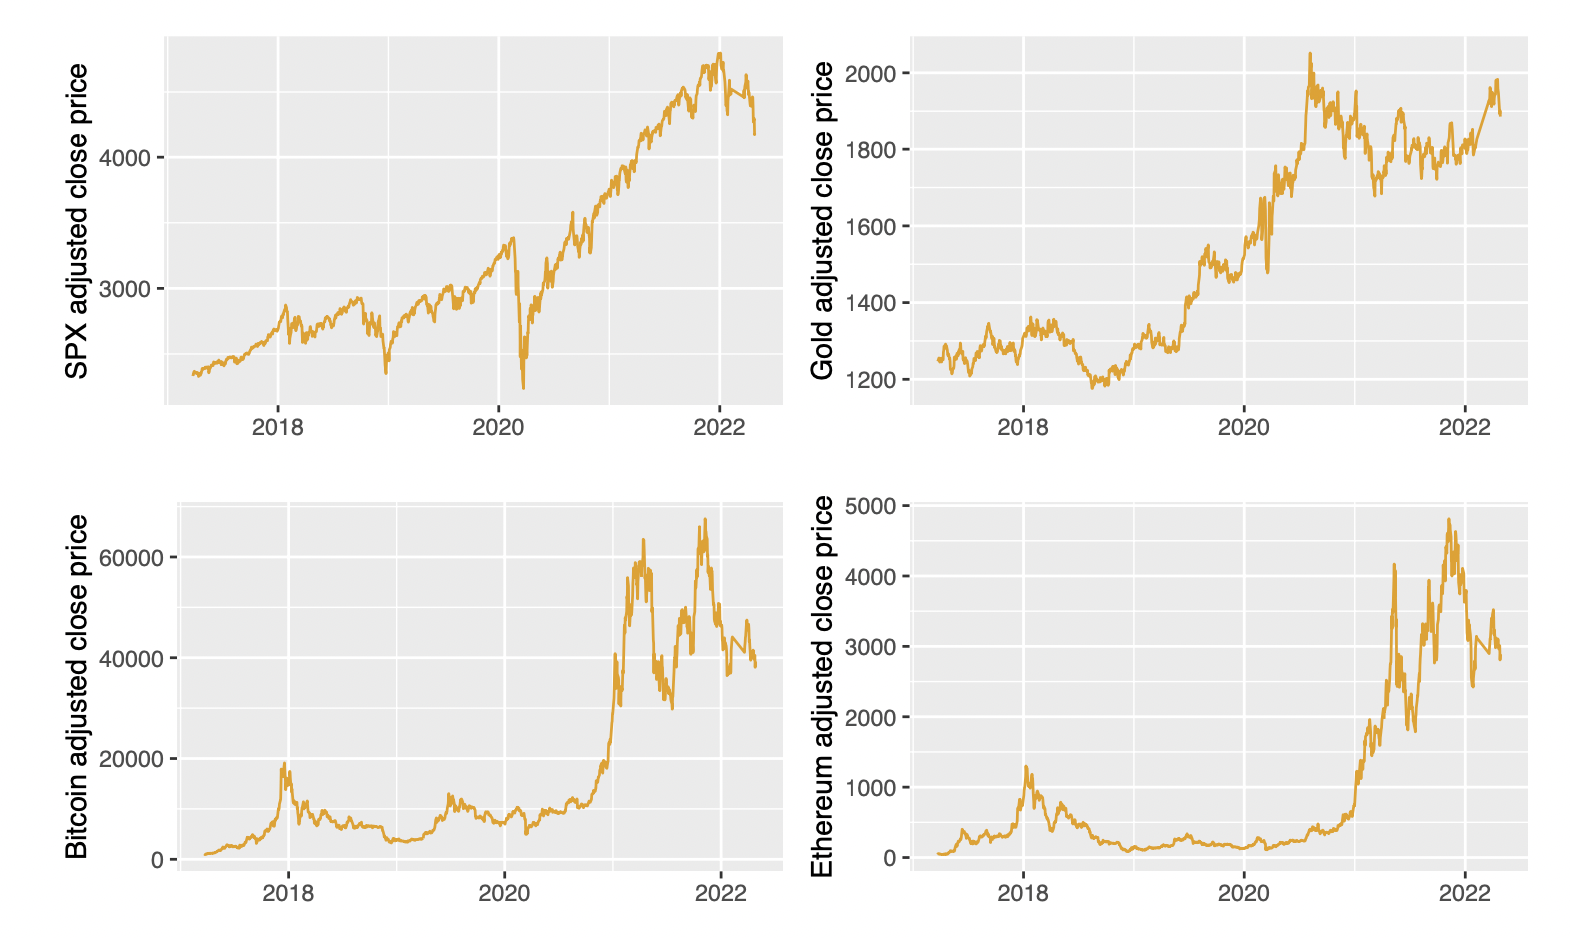 SPX adjusted close price
4000
3000
2018 2020 2022
Gold adjusted close price
2000
1800
1600
1400
1200
2018 2020 2022
Bitcoin adjusted close price
60000
40000
20000
0
2018 2020 2022
Ethereum adjusted close price
5000
4000
3000
2000
1000
0
2018 2020 2022